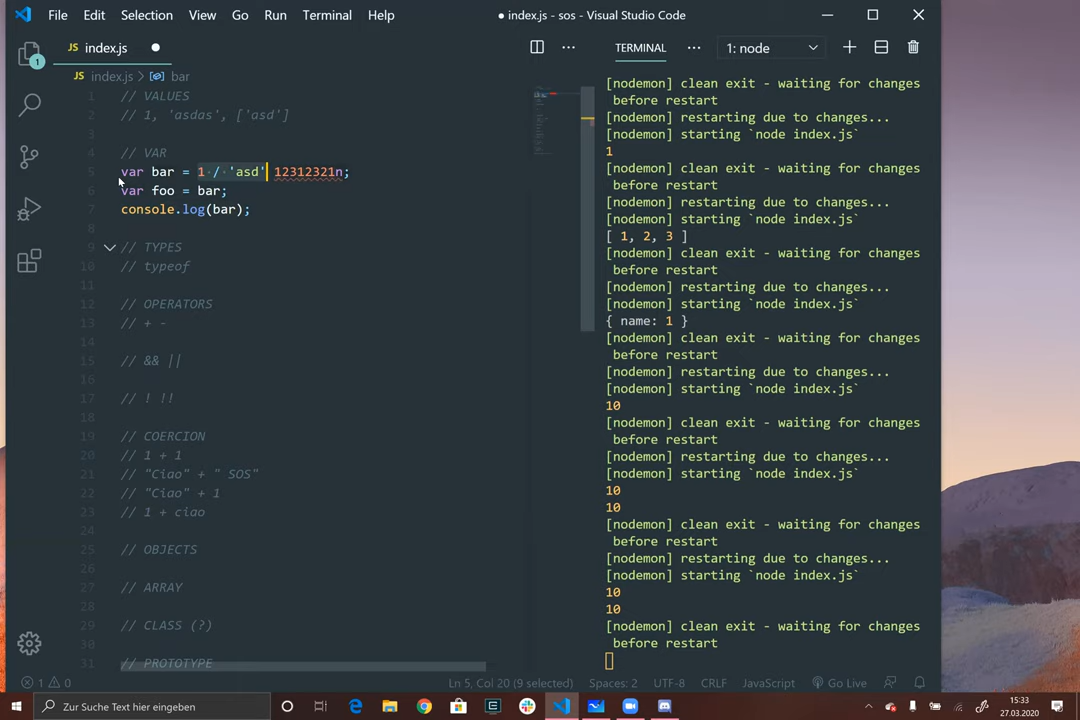 File Edit Selection View Go Run Terminal Help
index.js - sos - Visual Studio Code
JS index.js
TERMINAL
1: node
1
JS index.js > bar
1 // VALUES
2 // 1, 'asdas', ['asd']
3
4 // VAR
5 var bar = 1 / 'asd' 12312321n;
6 var foo = bar;
7 console.log(bar);
8
9 // TYPES
10 // typeof
11
12 // OPERATORS
13 // + -
14
15 // && ||
16
17 // ! !!
18
19 // COERCION
20 // 1 + 1
21 // "Ciao" + " SOS"
22 // "Ciao" + 1
23 // 1 + ciao
24
25 // OBJECTS
26
27 // ARRAY
28
29 // CLASS (?)
30
31 // PROTOTYPE
[nodemon] clean exit - waiting for changes
before restart
[nodemon] restarting due to changes...
[nodemon] starting `node index.js`
1
[nodemon] clean exit - waiting for changes
before restart
[nodemon] restarting due to changes...
[nodemon] starting `node index.js`
[ 1, 2, 3 ]
[nodemon] clean exit - waiting for changes
before restart
[nodemon] restarting due to changes...
[nodemon] starting `node index.js`
{ name: 1 }
[nodemon] clean exit - waiting for changes
before restart
[nodemon] restarting due to changes...
[nodemon] starting `node index.js`
10
[nodemon] clean exit - waiting for changes
before restart
[nodemon] restarting due to changes...
[nodemon] starting `node index.js`
10
10
[nodemon] clean exit - waiting for changes
before restart
[nodemon] restarting due to changes...
[nodemon] starting `node index.js`
10
10
[nodemon] clean exit - waiting for changes
before restart
1 0
Ln 5, Col 20 (9 selected)
Spaces: 2
UTF-8
CRLF
JavaScript
Go Live
Zur Suche Text hier eingeben
15:33
27.03.2020